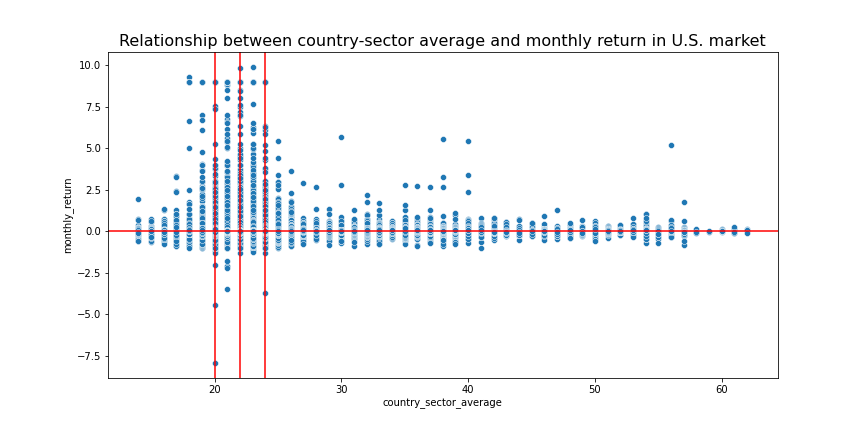 Relationship between country-sector average and monthly return in U.S. market
monthly_return
10.0
7.5
5.0
2.5
0.0
−2.5
−5.0
−7.5
20 30 40 50 60
country_sector_average